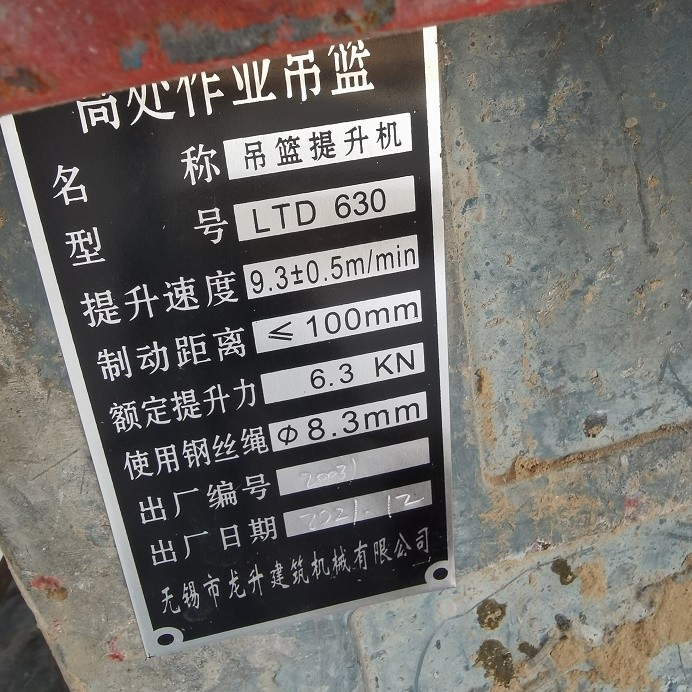 高处作业吊篮
名称 吊篮提升机
型号 LTD 630
提升速度 9.3±0.5m/min
制动距离 ≤100mm
额定提升力 6.3 KN
使用钢丝绳 Φ8.3mm
出厂编号 20031
出厂日期 2021.12
无锡市龙升建筑机械有限公司